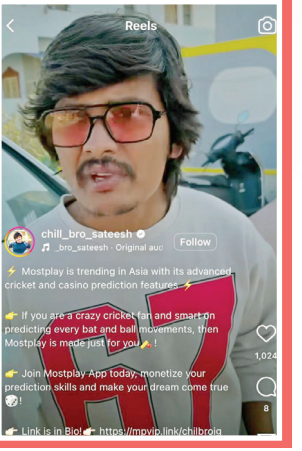 Reels
chill_bro_sateesh
_bro_sateesh · Original auc
Follow
⚡ Mostplay is trending in Asia with its advanced
cricket and casino prediction features ⚡
👉 If you are a crazy cricket fan and smart on
predicting every bat and ball movements, then
Mostplay is made just for you 🏏 !
👉 Join Mostplay App today, monetize your
prediction skills and make your dream come true
🎲!
👉 Link is in Bio!👉 https://mpvip.link/chilbroig
1,024
8
67